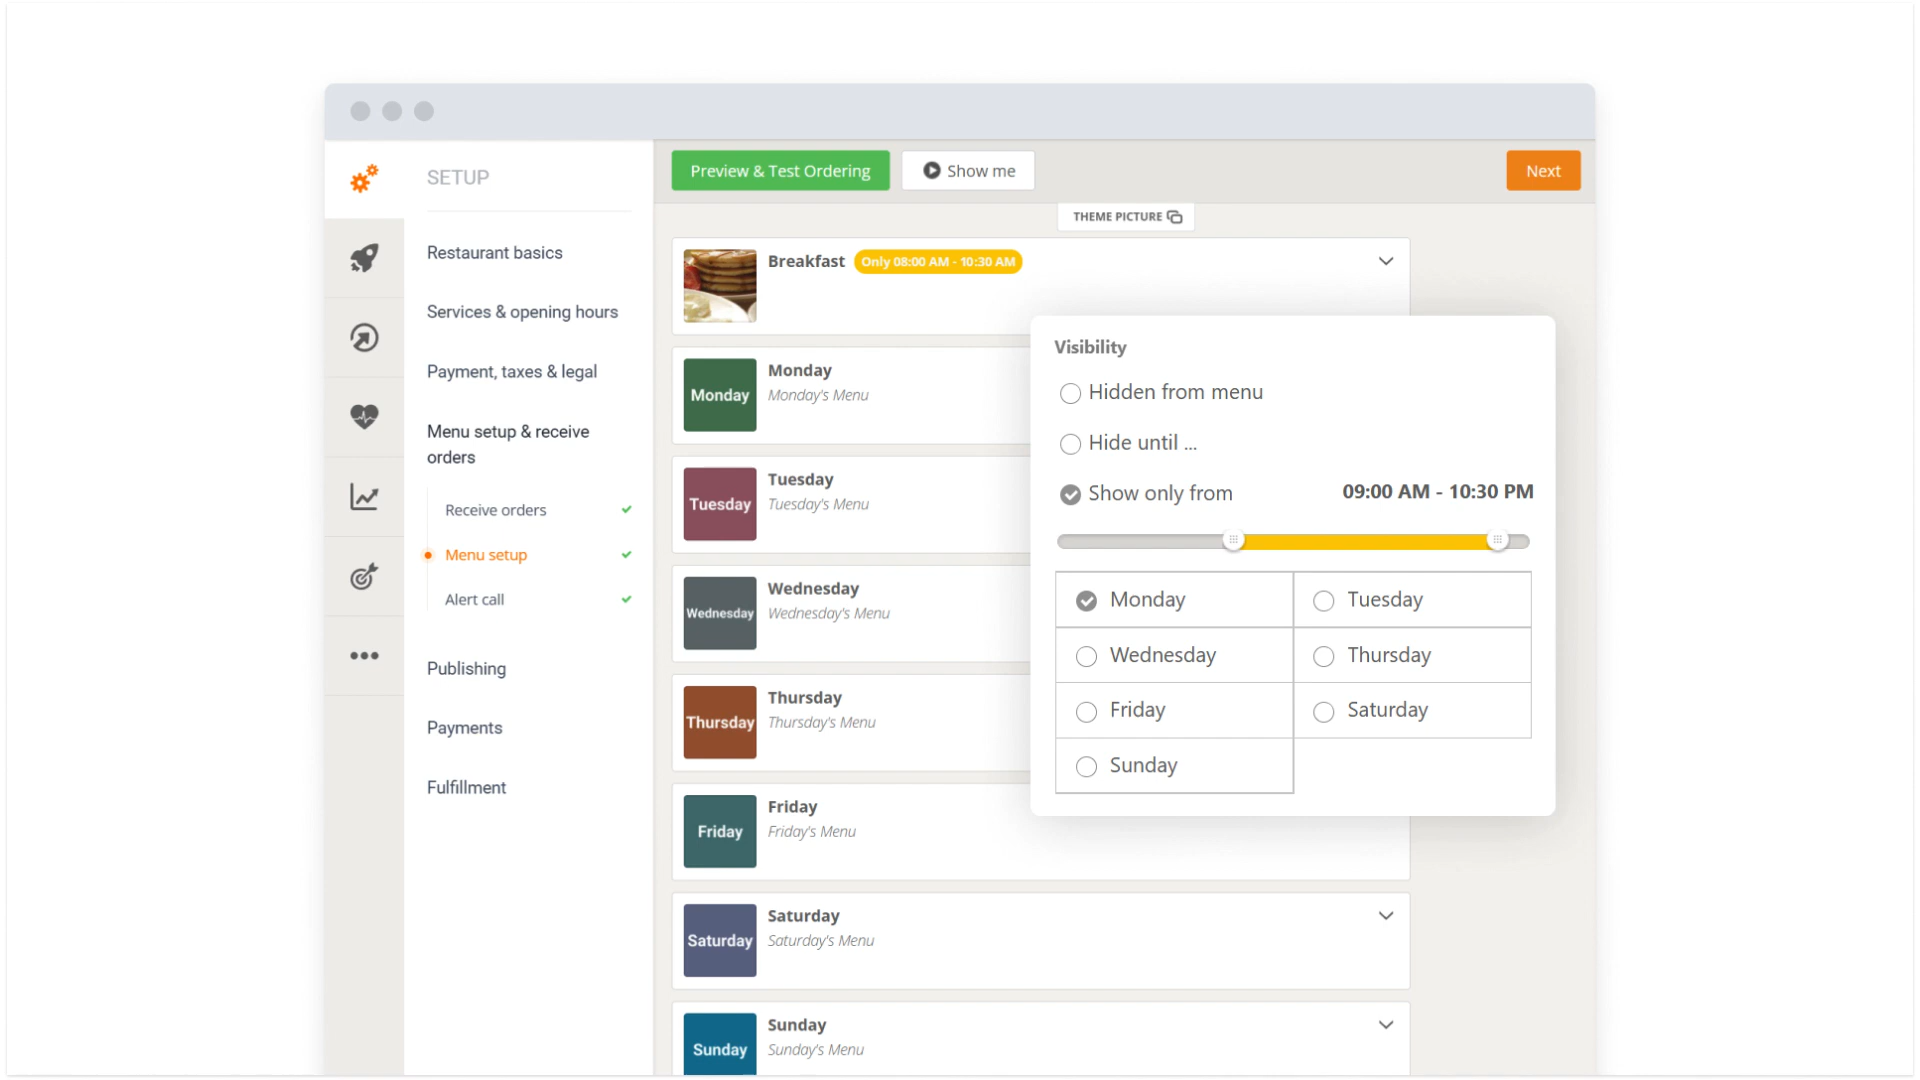 SETUP
Restaurant basics
Services & opening hours
Payment, taxes & legal
Menu setup & receive
orders
Receive orders
Menu setup
Alert call
Publishing
Payments
Fulfillment
Preview & Test Ordering
Show me
Next
THEME PICTURE
Breakfast Only 08:00 AM - 10:30 AM
Monday
Monday
Monday's Menu
Tuesday
Tuesday
Tuesday's Menu
Wednesday
Wednesday
Wednesday's Menu
Thursday
Thursday
Thursday's Menu
Friday
Friday
Friday's Menu
Saturday
Saturday
Saturday's Menu
Sunday
Sunday
Sunday's Menu
Visibility
Hidden from menu
Hide until ...
Show only from 09:00 AM - 10:30 PM
Monday Tuesday
Wednesday Thursday
Friday Saturday
Sunday